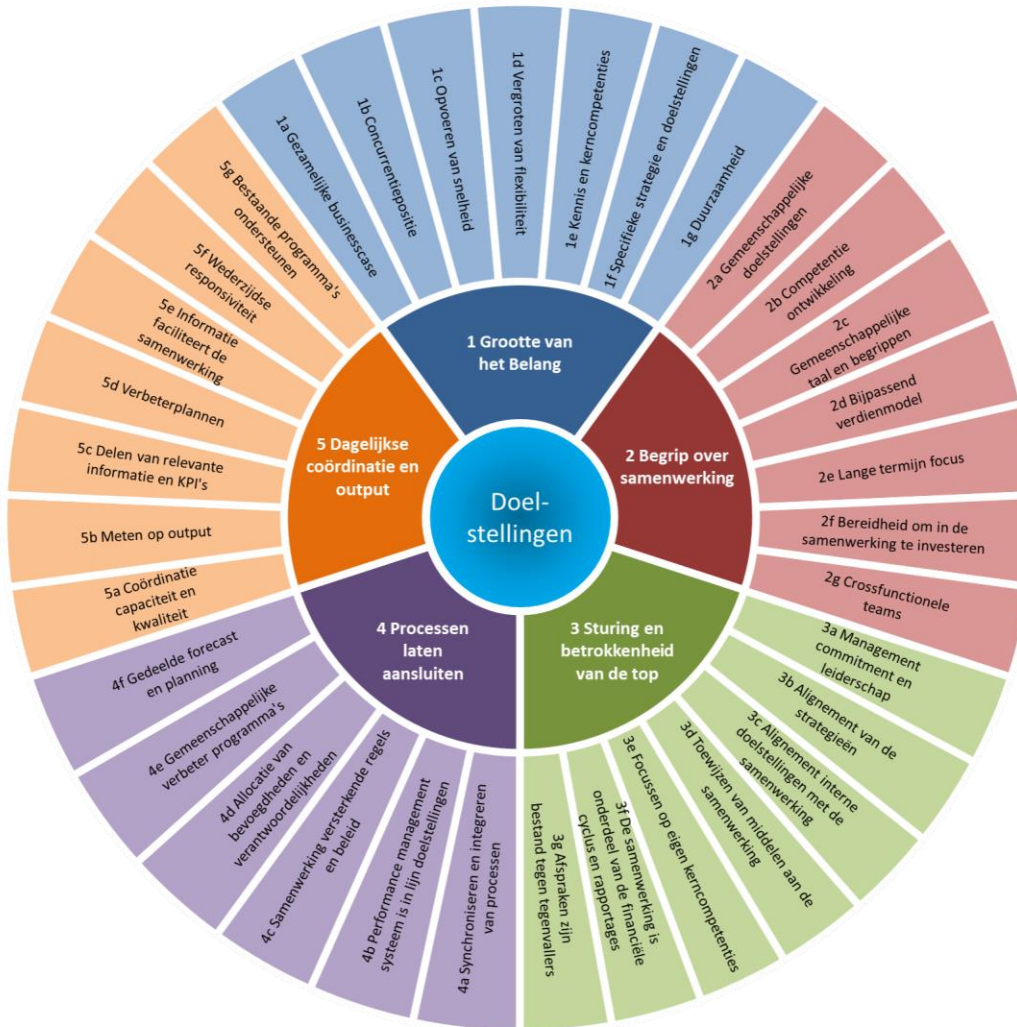 Doel-
stellingen
1 Grootte van
het Belang
1a Gezamelijke businesscase
1b Concurrentiepositie
1c Opvoeren van snelheid
1d Vergroten van flexibiliteit
1e Kennis en kerncompetenties
1f Specifieke strategie en doelstellingen
1g Duurzaamheid
2 Begrip over
samenwerking
2a Gemeenschappelijke
doelstellingen
2b Competentie
ontwikkeling
2c
Gemeenschappelijke
taal en begrippen
2d Bijpassend
verdienmodel
2e Lange termijn focus
2f Bereidheid om in de
samenwerking te investeren
2g Crossfunctionele
teams
3 Sturing en
betrokkenheid
van de top
3a Management
commitment en
leiderschap
3b Alignement van de
strategieën
3c Alignement interne
doelstellingen met de
samenwerking
3d Toewijzen van middelen aan de
samenwerking
3e Focussen op eigen kerncompetenties
3f De samenwerking is
onderdeel van de financiële
cyclus en rapportages
3g Afspraken zijn
bestand tegen tegenvallers
4 Processen
laten
aansluiten
4a Synchroniseren en integreren
van processen
4b Performance management
systeem is in lijn doelstellingen
4c Samenwerking versterkende regels
en beleid
4d Allocatie van
bevoegdheden en
verantwoordelijkheden
4e Gemeenschappelijke
verbeter programma's
4f Gedeelde forecast
en planning
5 Dagelijkse
coördinatie en
output
5a Coördinatie
capaciteit en
kwaliteit
5b Meten op output
5c Delen van relevante
informatie en KPI's
5d Verbeterplannen
5e Informatie
faciliteert de
samenwerking
5f Wederzijdse
responsiviteit
5g Bestaande programma's
ondersteunen